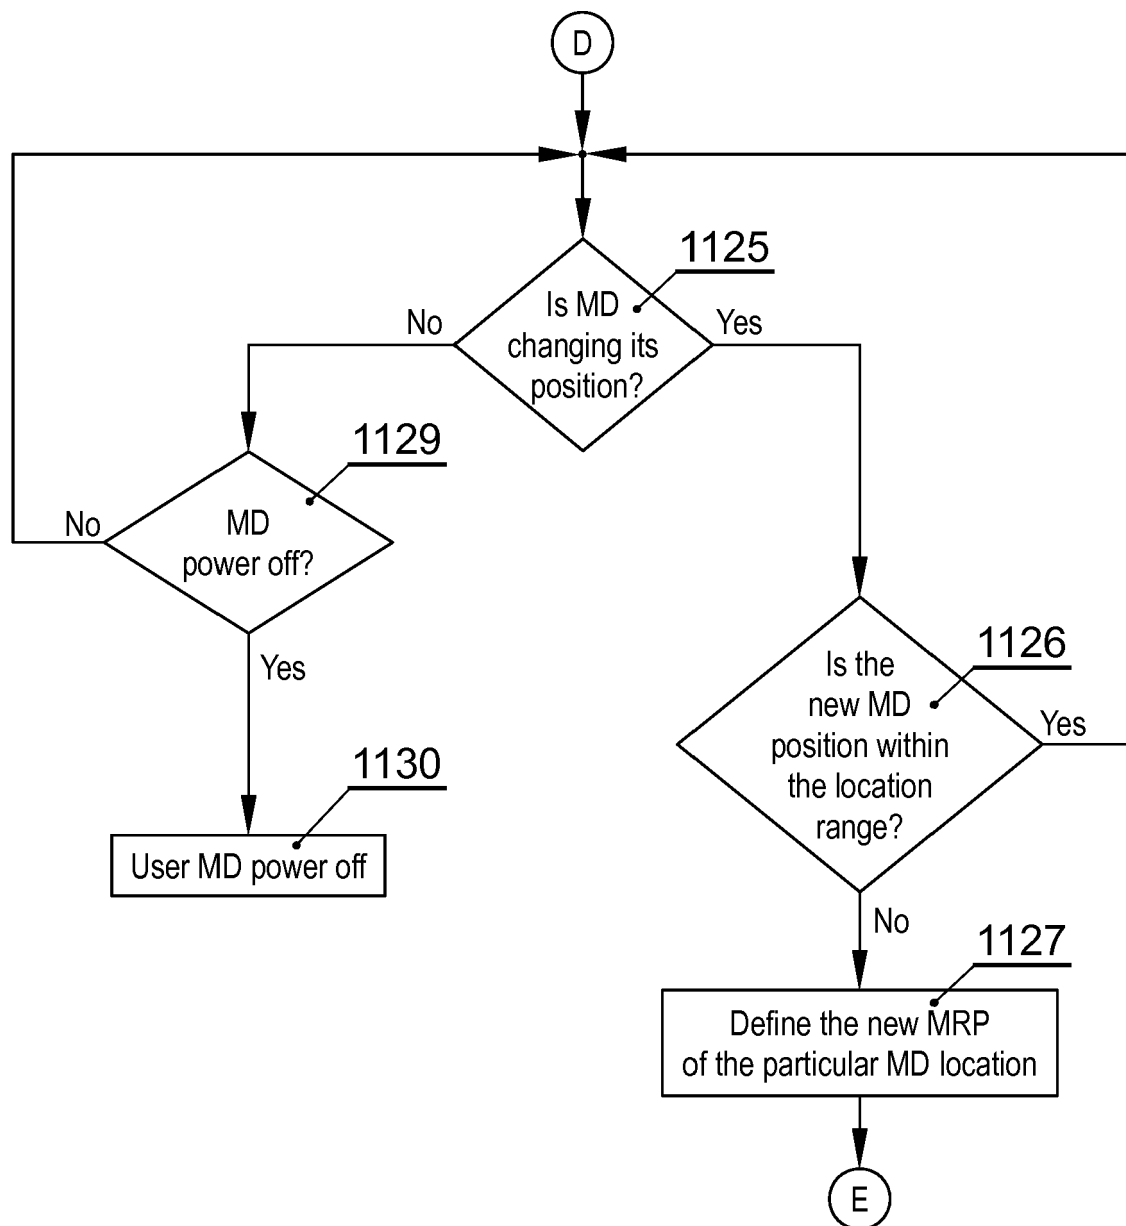 D
1125
Is MD
changing its
position?
No
Yes
1129
MD
power off?
No
Yes
1130
User MD power off
1126
Is the
new MD
position within
the location
range?
Yes
No
1127
Define the new MRP
of the particular MD location
E